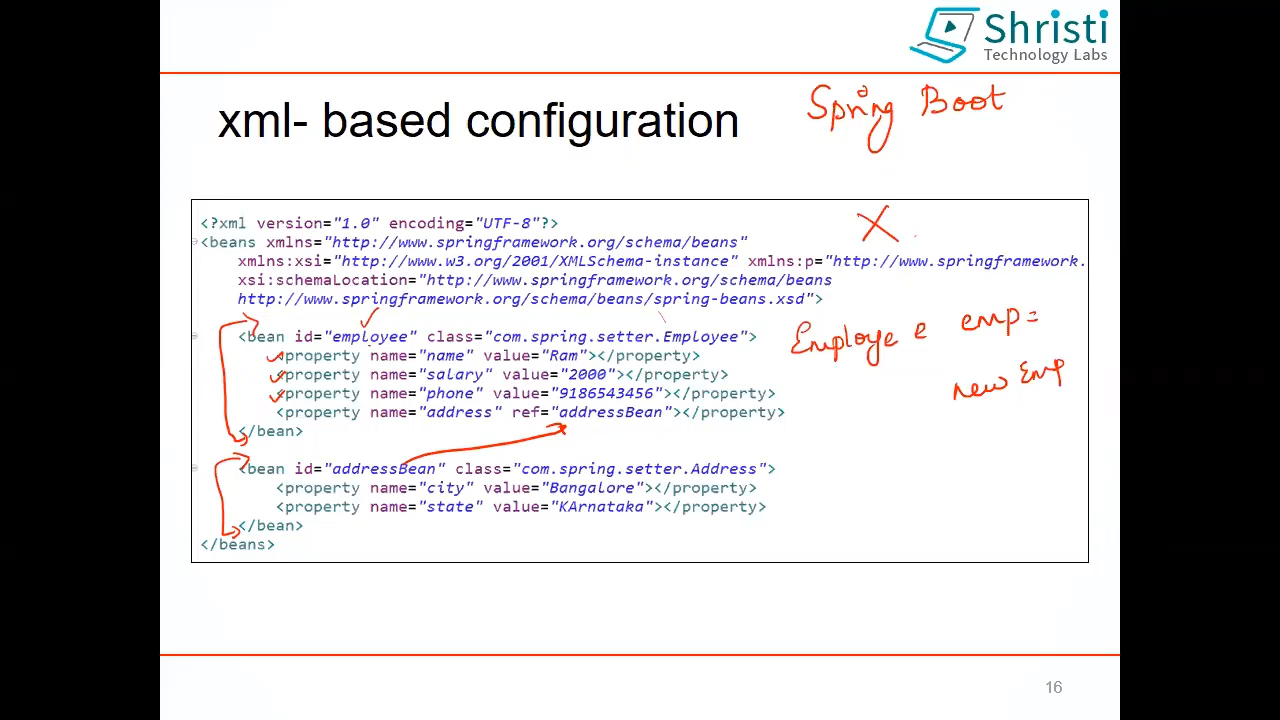 Shristi
Technology Labs
xml- based configuration
Spring Boot
X
<?xml version="1.0" encoding="UTF-8"?>
<beans xmlns="http://www.springframework.org/schema/beans"
xmlns:xsi="http://www.w3.org/2001/XMLSchema-instance" xmlns:p="http://www.springframework.
xsi:schemaLocation="http://www.springframework.org/schema/beans
http://www.springframework.org/schema/beans/spring-beans.xsd">
<bean id="employee" class="com.spring.setter.Employee">
<property name="name" value="Ram"></property>
<property name="salary" value="2000"></property>
<property name="phone" value="9186543456"></property>
<property name="address" ref="addressBean"></property>
</bean>
Employe e emp=
new Emp
<bean id="addressBean" class="com.spring.setter.Address">
<property name="city" value="Bangalore"></property>
<property name="state" value="KArnataka"></property>
</bean>
</beans>
16